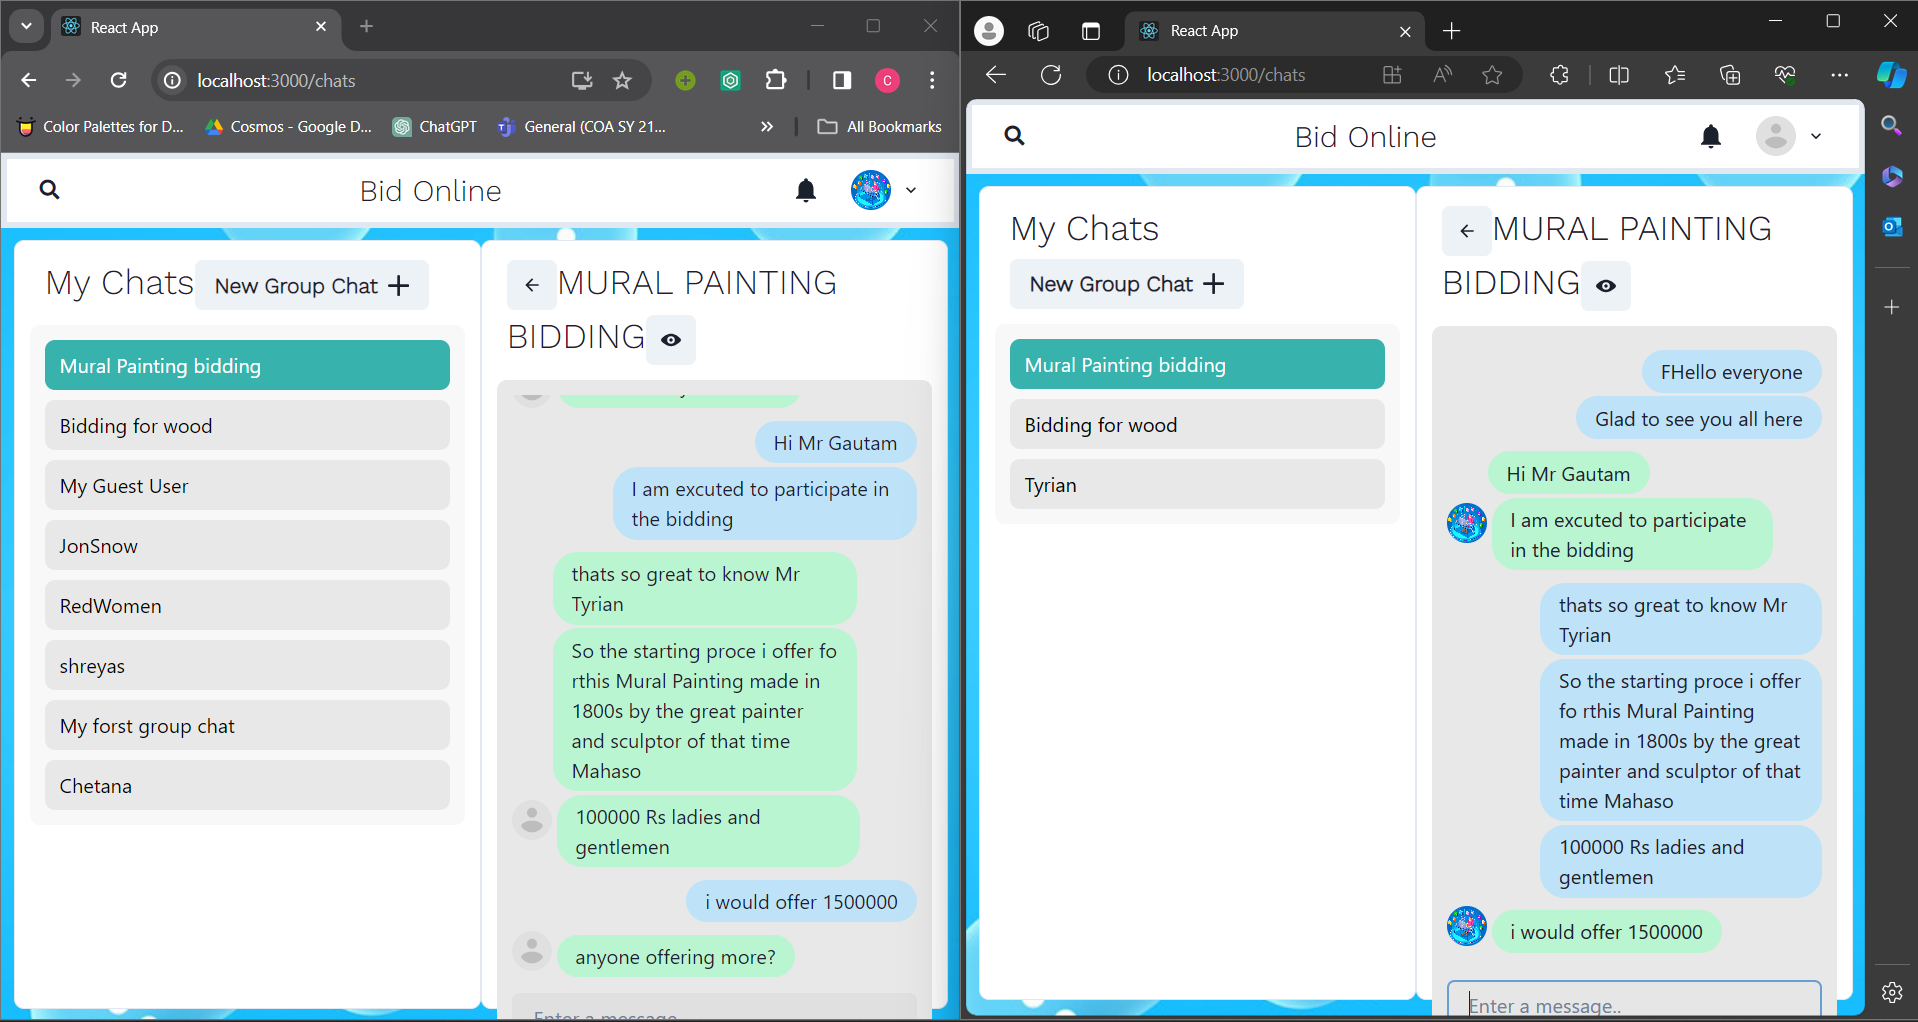 React App
localhost:3000/chats
C
Color Palettes for D...
Cosmos - Google D...
ChatGPT
General (COA SY 21...
All Bookmarks
Bid Online
My Chats
New Group Chat
Mural Painting bidding
Bidding for wood
My Guest User
JonSnow
RedWomen
shreyas
My forst group chat
Chetana
MURAL PAINTING
BIDDING
Hi Mr Gautam
I am excuted to participate in
the bidding
thats so great to know Mr
Tyrian
So the starting proce i offer fo
rthis Mural Painting made in
1800s by the great painter
and sculptor of that time
Mahaso
100000 Rs ladies and
gentlemen
i would offer 1500000
anyone offering more?
Enter a message..
React App
localhost:3000/chats
Bid Online
My Chats
New Group Chat
Mural Painting bidding
Bidding for wood
Tyrian
MURAL PAINTING
BIDDING
FHello everyone
Glad to see you all here
Hi Mr Gautam
I am excuted to participate
in the bidding
thats so great to know Mr
Tyrian
So the starting proce i offer
fo rthis Mural Painting
made in 1800s by the great
painter and sculptor of that
time Mahaso
100000 Rs ladies and
gentlemen
i would offer 1500000
Enter a message..